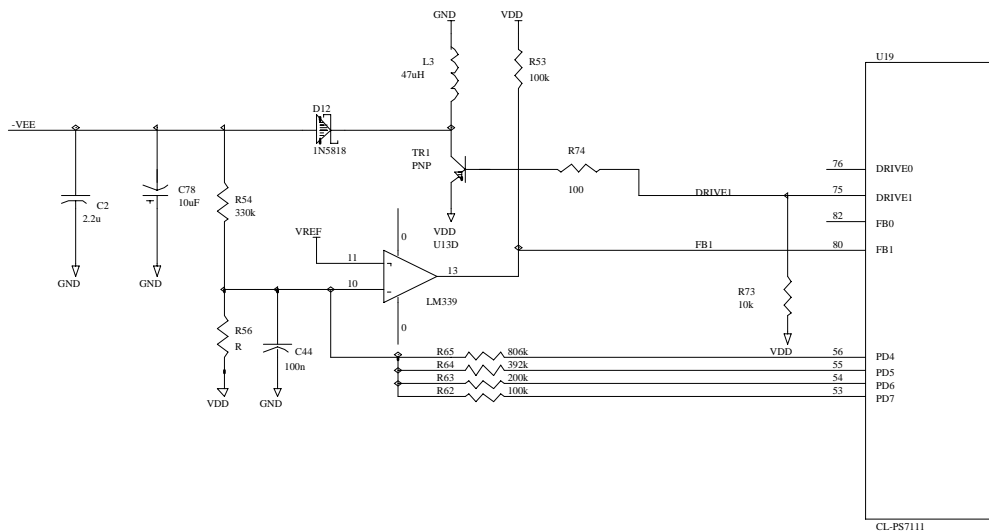 GND
VDD
L3
47uH
R53
100k
U19
D12
-VEE
1N5818
TR1
PNP
R74
100
76
DRIVE0
DRIVE1
75
DRIVE1
82
FB0
FB1
80
FB1
C2
2.2u
C78
10uF
R54
330k
VDD
U13D
VREF
0
11
10
13
LM339
0
GND
GND
R73
10k
VDD
R56
R
C44
100n
VDD
GND
R65
806k
56
PD4
R64
392k
55
PD5
R63
200k
54
PD6
R62
100k
53
PD7
CL-PS7111